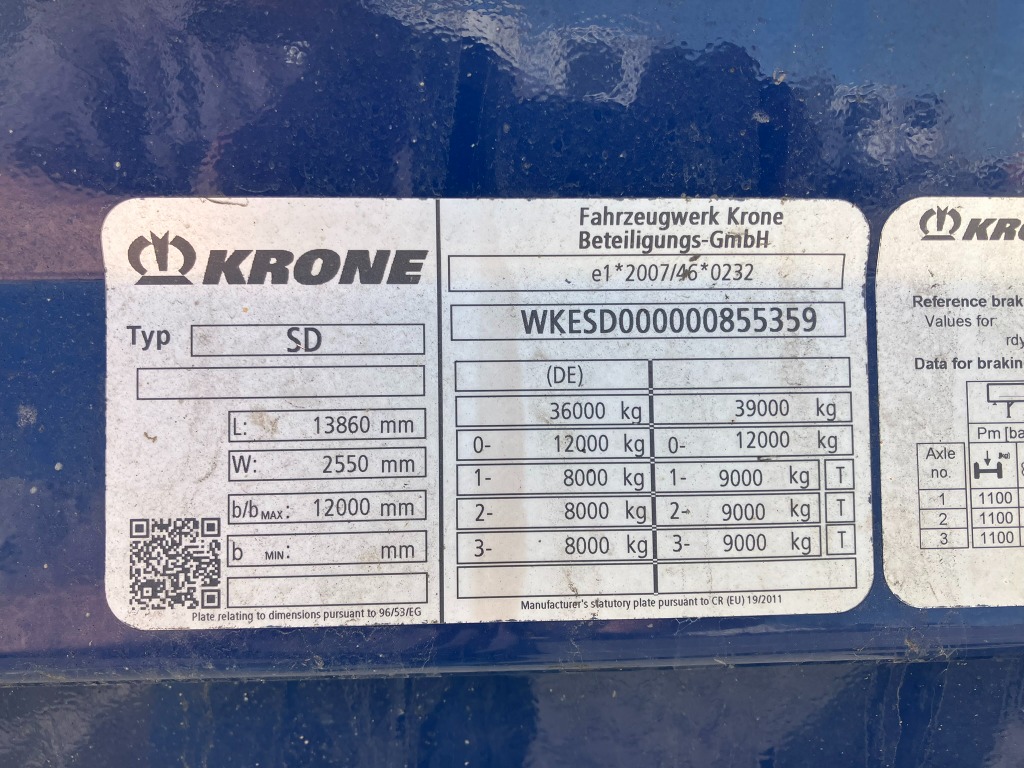 KRONE
Typ SD
L: 13860 mm
W: 2550 mm
b/b MAX: 12000 mm
b MIN: mm
Plate relating to dimensions pursuant to 96/53/EG
Fahrzeugwerk Krone
Beteiligungs-GmbH
e1*2007/46*0232
WKESD000000855359
(DE)
36000 kg 39000 kg
0- 12000 kg 0- 12000 kg
1- 8000 kg 1- 9000 kg T
2- 8000 kg 2- 9000 kg T
3- 8000 kg 3- 9000 kg T
Manufacturer's statutory plate pursuant to CR (EU) 19/2011
KRO
Reference brak
Values for
rdy
Data for brakin
Pm [ba
Axle
no.
1 1100
2 1100
3 1100